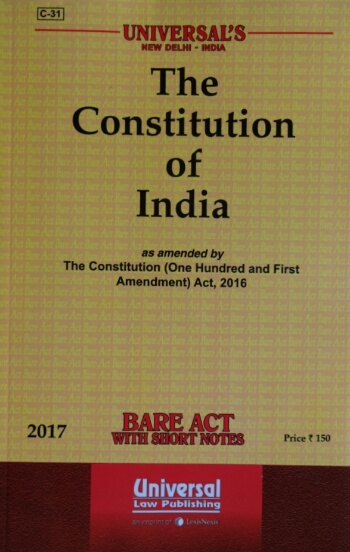 C-31
UNIVERSAL'S
NEW DELHI - INDIA
The
Constitution
of
India
as amended by
The Constitution (One Hundred and First
Amendment) Act, 2016
2017
BARE ACT
WITH SHORT NOTES
Price ₹ 150
Universal
Law Publishing
an imprint of LexisNexis